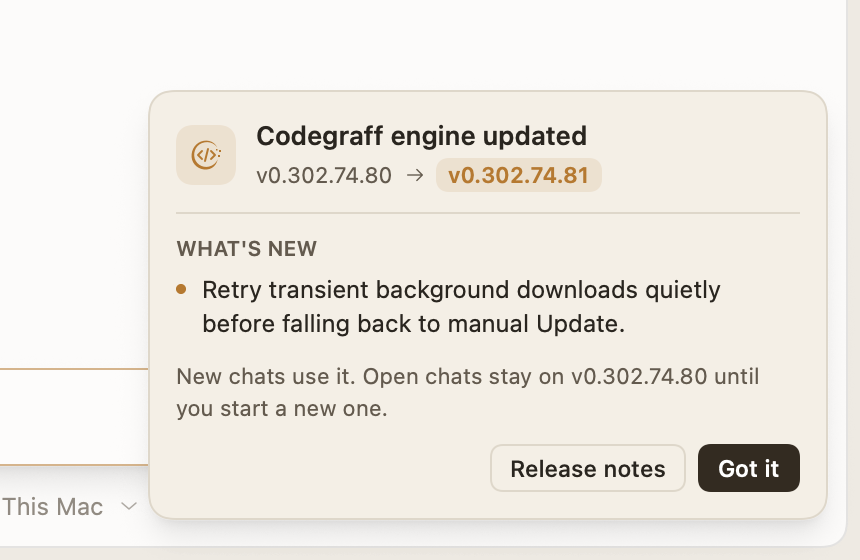 Codegraff engine updated
v0.302.74.80 → v0.302.74.81
WHAT'S NEW
• Retry transient background downloads quietly
before falling back to manual Update.
New chats use it. Open chats stay on v0.302.74.80 until
you start a new one.
Release notes Got it
This Mac